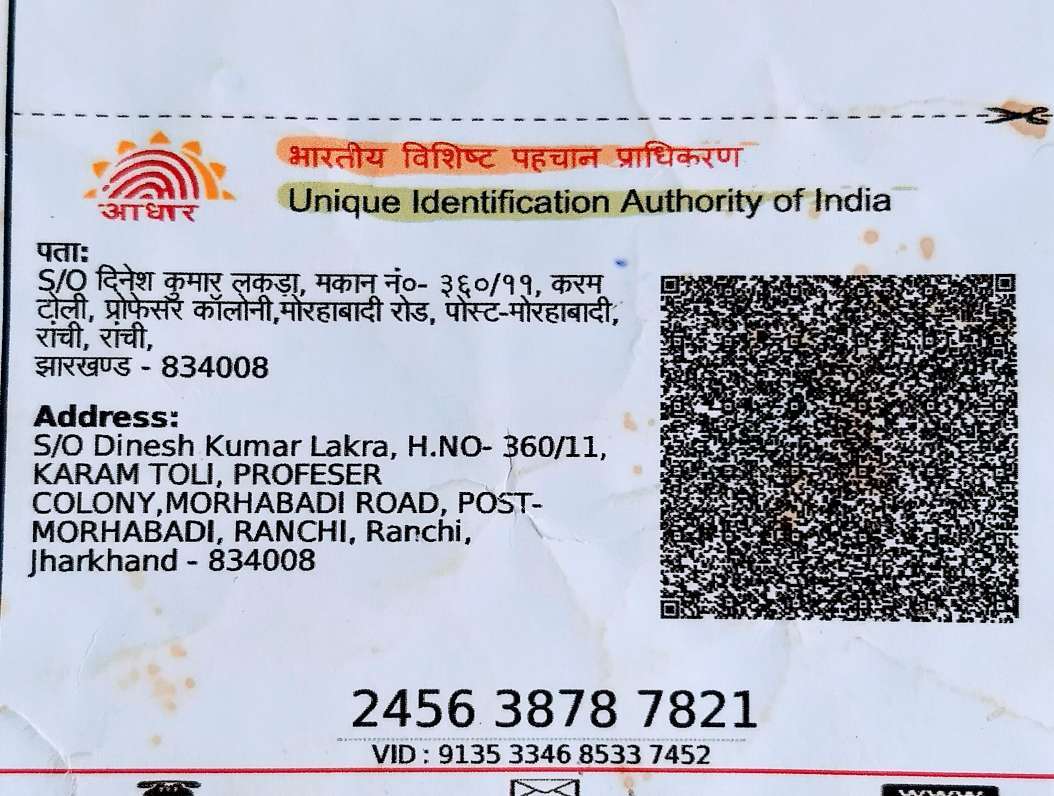 भारतीय विशिष्ट पहचान प्राधिकरण
Unique Identification Authority of India
आधार
पता:
S/O दिनेश कुमार लकड़ा, मकान नं०- ३६०/११, करम
टोली, प्रोफेसर कॉलोनी,मोरहाबादी रोड, पोस्ट-मोरहाबादी,
रांची, रांची,
झारखण्ड - 834008
Address:
S/O Dinesh Kumar Lakra, H.NO- 360/11,
KARAM TOLI, PROFESER
COLONY,MORHABADI ROAD, POST-
MORHABADI, RANCHI, Ranchi,
Jharkhand - 834008
2456 3878 7821
VID : 9135 3346 8533 7452
www